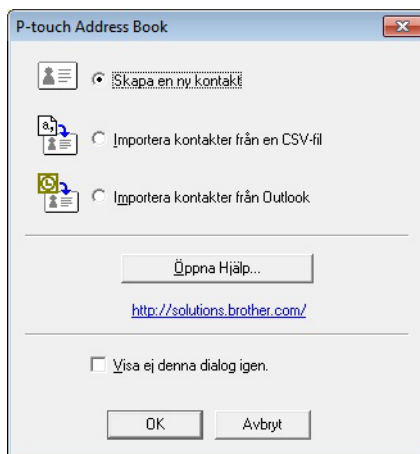 P-touch Address Book
Skapa en ny kontakt
a,
Importera kontakter från en CSV-fil
Importera kontakter från Outlook
Öppna Hjälp...
http://solutions.brother.com/
Visa ej denna dialog igen.
OK Avbryt